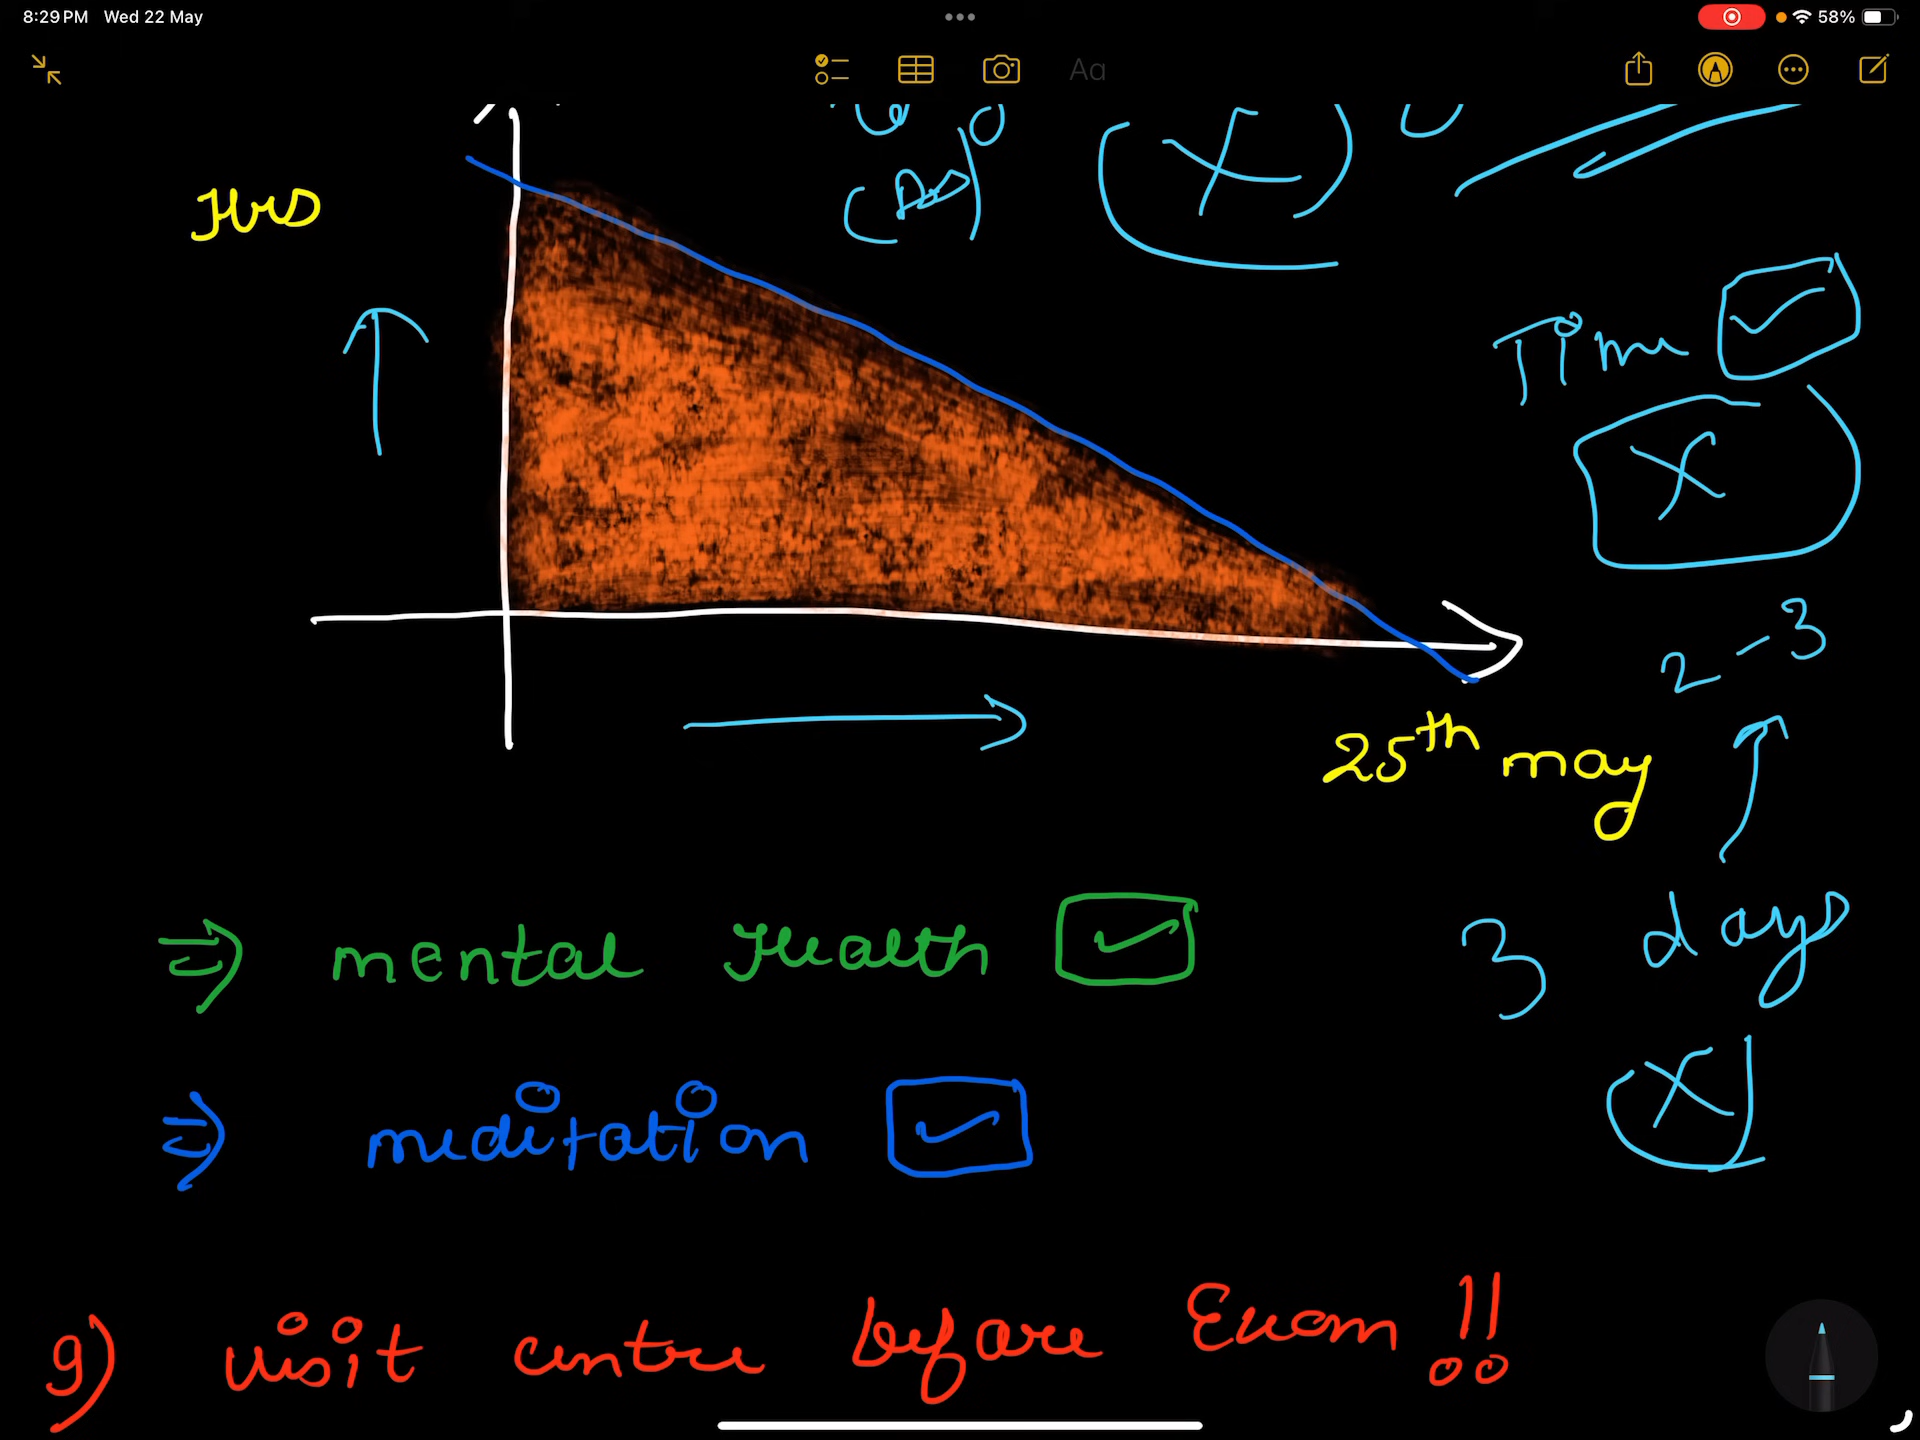 8:29 PM Wed 22 May
58%
Aa
Hrs
X
Time
X
2-3
25th may
3 days
X
⇒ mental Health
⇒ meditation
9) visit centre before Exam !!